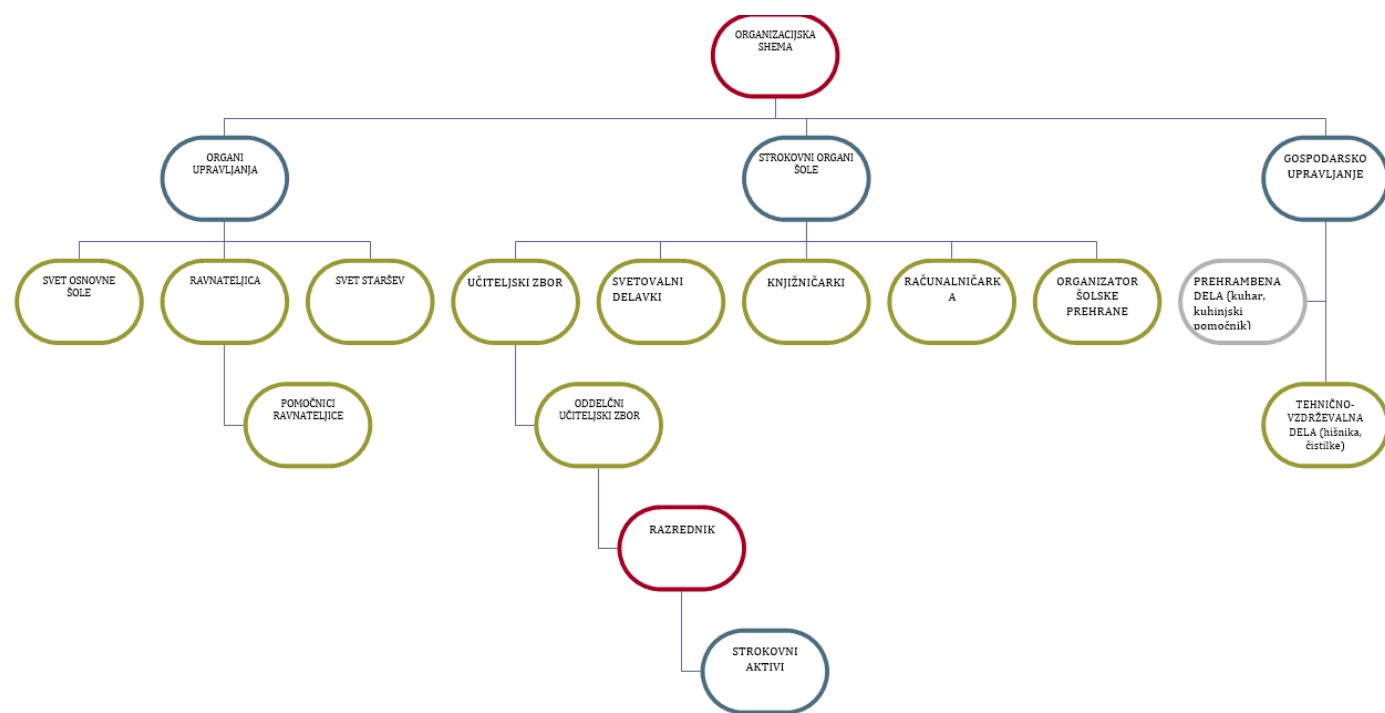 ORGANIZACIJSKA
SHEMA
ORGANI
UPRAVLJANJA
STROKOVNI ORGANI
ŠOLE
GOSPODARSKO
UPRAVLJANJE
SVET OSNOVNE
ŠOLE
RAVNATELJICA
SVET STARŠEV
UČITELJSKI ZBOR
SVETOVALNI
DELAVKI
KNJIŽNIČARKI
RAČUNALNIČARK
A
ORGANIZATOR
ŠOLSKE
PREHRANE
PREHRAMBENA
DELA (kuhar,
kuhinjski
pomočnik)
POMOČNICI
RAVNATELJICE
ODDELČNI
UČITELJSKI ZBOR
TEHNIČNO-
VZDRŽEVALNA
DELA (hišnika,
čistilke)
RAZREDNIK
STROKOVNI
AKTIVI